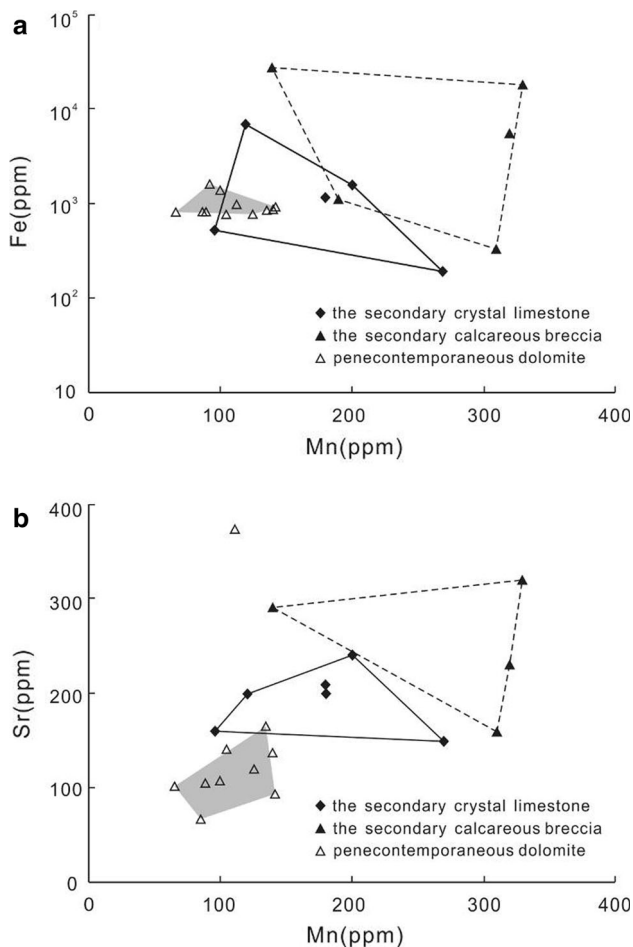 a
10⁵
10⁴
10³
10²
10
Fe(ppm)
◆ the secondary crystal limestone
▲ the secondary calcareous breccia
△ penecontemporaneous dolomite
0 100 200 300 400
Mn(ppm)
b
400
300
200
100
0
Sr(ppm)
◆ the secondary crystal limestone
▲ the secondary calcareous breccia
△ penecontemporaneous dolomite
0 100 200 300 400
Mn(ppm)